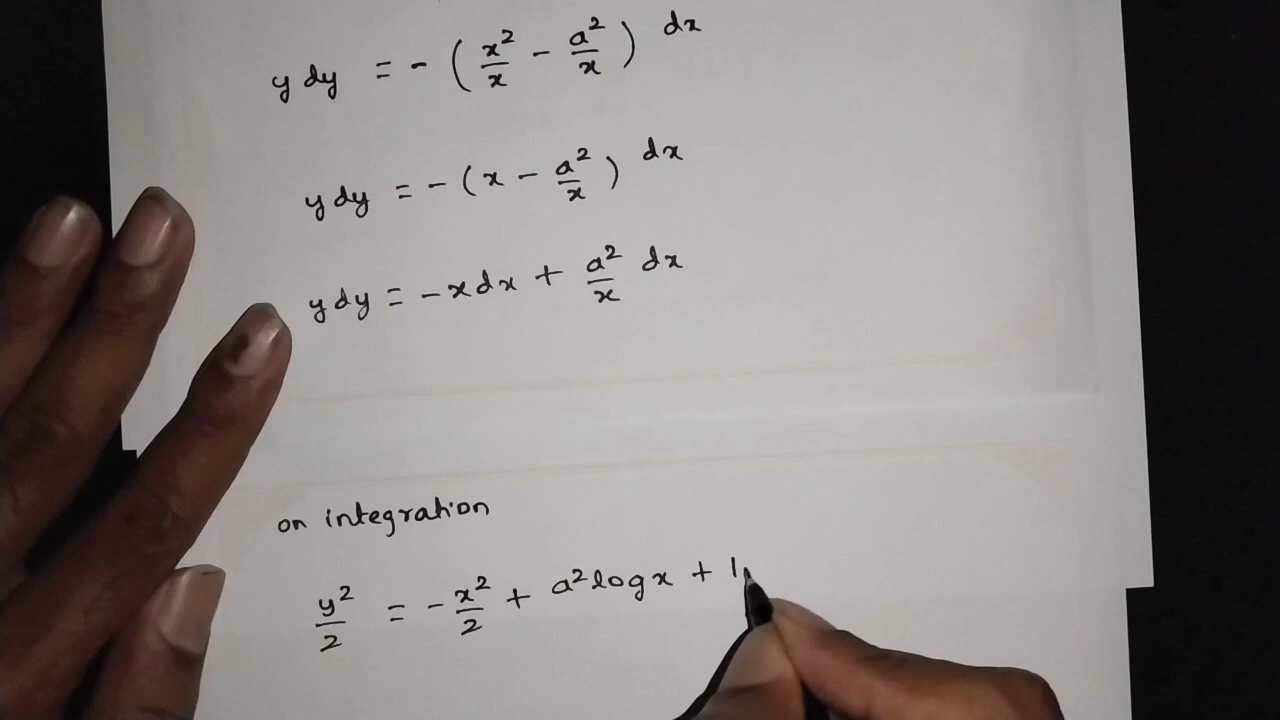 y dy = - ( x²/x - a²/x ) dx
y dy = - ( x - a²/x ) dx
y dy = - x dx + a²/x dx
on integration
y²/2 = - x²/2 + a² log x +